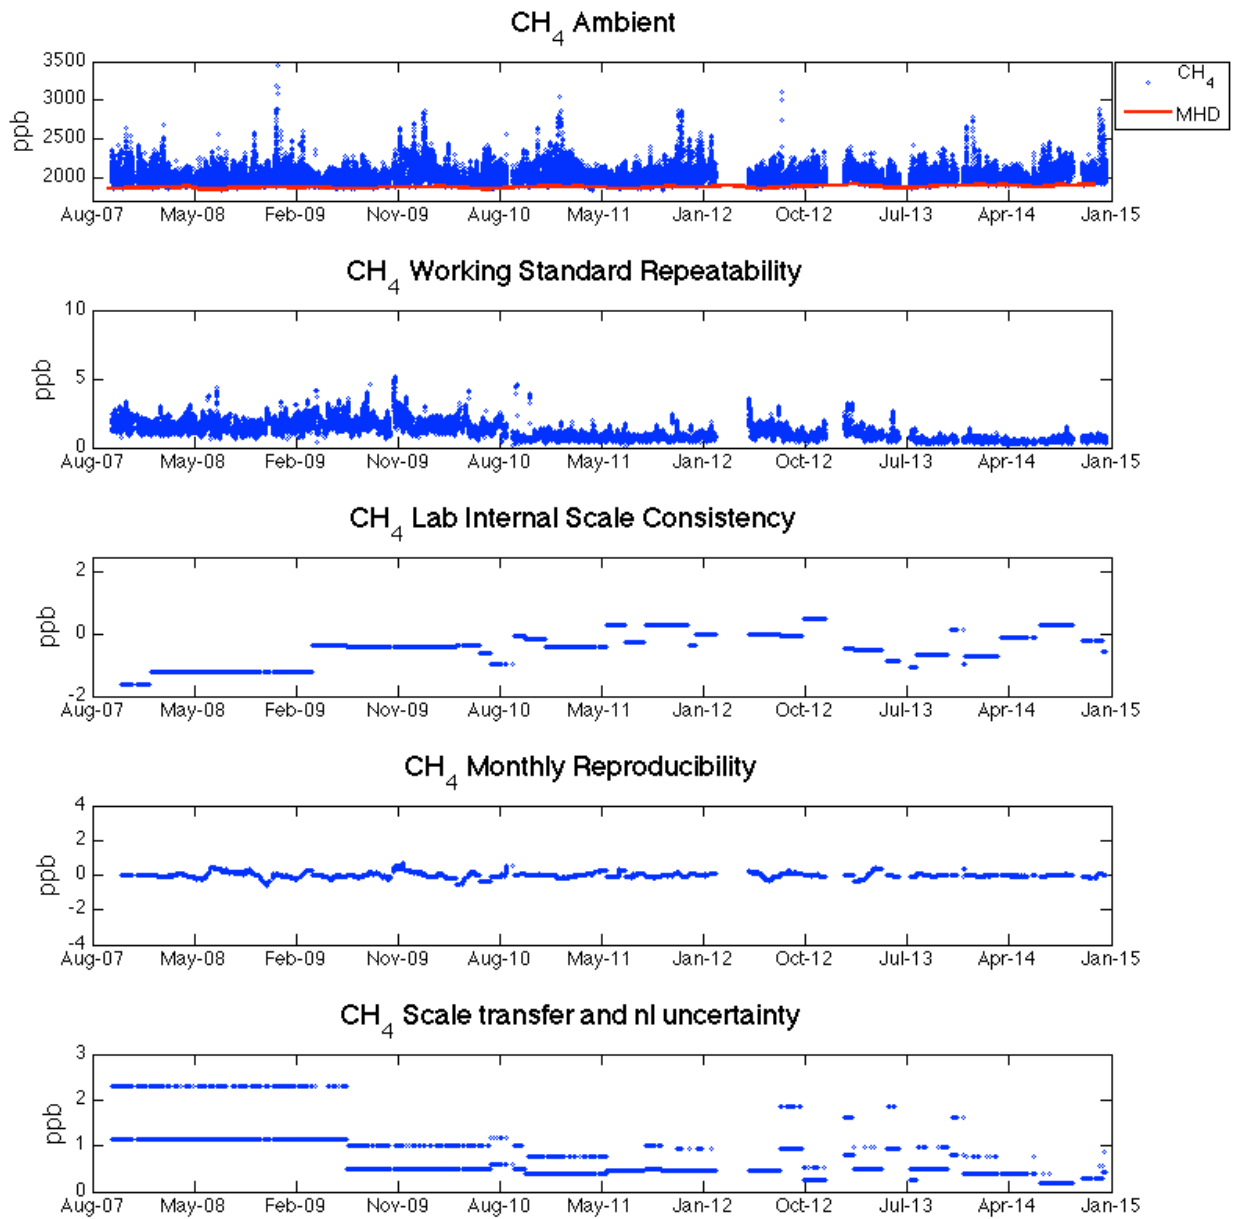 CH4 Ambient
3500
3000
2500
2000
ppb
CH4
MHD
Aug-07 May-08 Feb-09 Nov-09 Aug-10 May-11 Jan-12 Oct-12 Jul-13 Apr-14 Jan-15
CH4 Working Standard Repeatability
10
5
0
ppb
Aug-07 May-08 Feb-09 Nov-09 Aug-10 May-11 Jan-12 Oct-12 Jul-13 Apr-14 Jan-15
CH4 Lab Internal Scale Consistency
2
0
-2
ppb
Aug-07 May-08 Feb-09 Nov-09 Aug-10 May-11 Jan-12 Oct-12 Jul-13 Apr-14 Jan-15
CH4 Monthly Reproducibility
4
2
0
-2
-4
ppb
Aug-07 May-08 Feb-09 Nov-09 Aug-10 May-11 Jan-12 Oct-12 Jul-13 Apr-14 Jan-15
CH4 Scale transfer and nl uncertainty
3
2
1
0
ppb
Aug-07 May-08 Feb-09 Nov-09 Aug-10 May-11 Jan-12 Oct-12 Jul-13 Apr-14 Jan-15